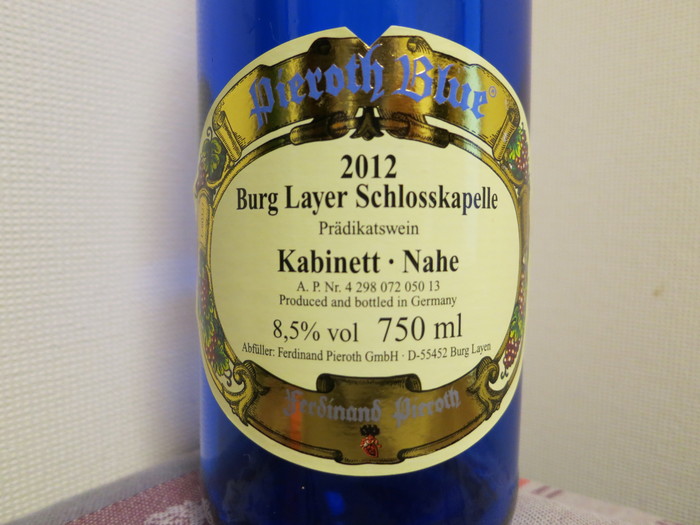 Pieroth Blue®
2012
Burg Layer Schlosskapelle
Prädikatswein
Kabinett · Nahe
A. P. Nr. 4 298 072 050 13
Produced and bottled in Germany
8,5% vol 750 ml
Abfüller: Ferdinand Pieroth GmbH · D-55452 Burg Layen
Ferdinand Pieroth